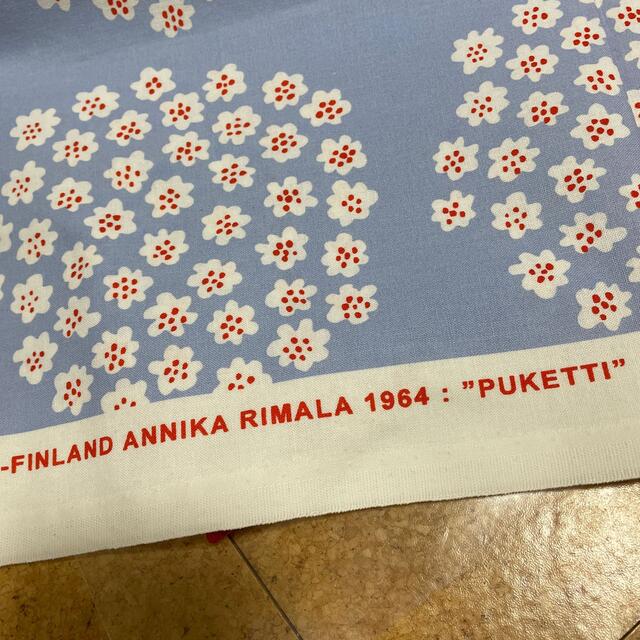 -FINLAND ANNIKA RIMALA 1964 : ”PUKETTI”